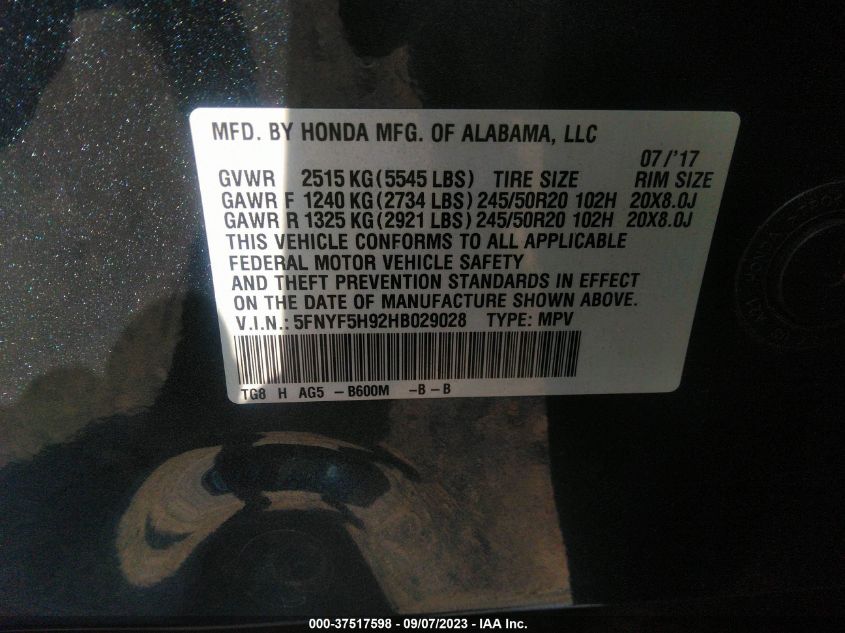 MFD. BY HONDA MFG. OF ALABAMA, LLC
07/'17
GVWR 2515 KG(5545 LBS) TIRE SIZE RIM SIZE
GAWR F 1240 KG(2734 LBS) 245/50R20 102H 20X8.0J
GAWR R 1325 KG(2921 LBS) 245/50R20 102H 20X8.0J
THIS VEHICLE CONFORMS TO ALL APPLICABLE
FEDERAL MOTOR VEHICLE SAFETY
AND THEFT PREVENTION STANDARDS IN EFFECT
ON THE DATE OF MANUFACTURE SHOWN ABOVE.
V.I.N.: 5FNYF5H92HB029028 TYPE: MPV
TG8 H AG5 -B600M -B-B
000-37517598 - 09/07/2023 - IAA Inc.